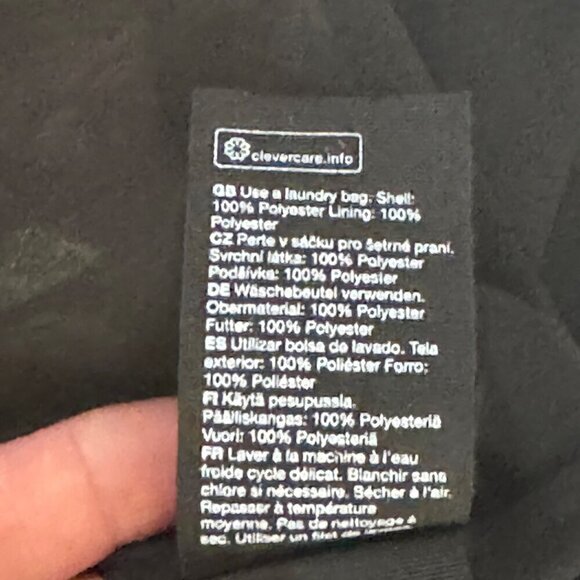 clevercare.info
GB Use a laundry bag. Shell:
100% Polyester Lining: 100%
Polyester
CZ Perte v sáčku pro šetrné praní.
Svrchní látka: 100% Polyester
Podšívka: 100% Polyester
DE Wäschebeutel verwenden.
Obermaterial: 100% Polyester
Futter: 100% Polyester
ES Utilizar bolsa de lavado. Tela
exterior: 100% Poliéster Forro:
100% Poliéster
FI Käytä pesupussia.
Päälliskangas: 100% Polyesteriä
Vuori: 100% Polyesteriä
FR Laver à la machine à l'eau
froide cycle délicat. Blanchir sans
chlore si nécessaire. Sécher à l'air.
Repasser à température
moyenne. Pas de nettoyage à
sec. Utiliser un filet de